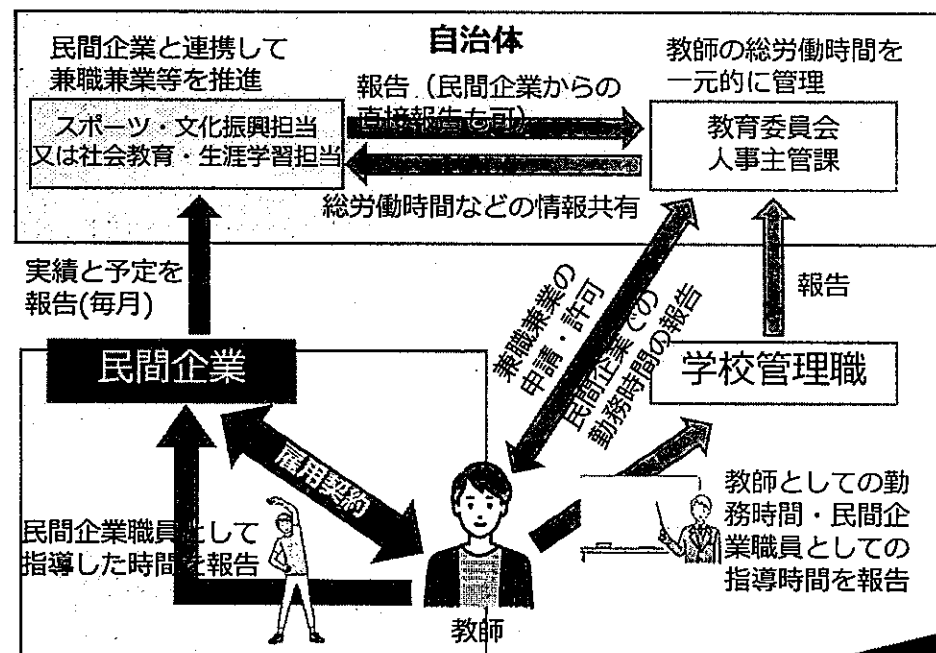 自治体
民間企業と連携して
兼職兼業等を推進
スポーツ・文化振興担当
又は社会教育・生涯学習担当
報告（民間企業からの
直接報告も可）
総労働時間などの情報共有
教師の総労働時間を
一元的に管理
教育委員会
人事主管課
実績と予定を
報告(毎月)
兼職兼業の
申請・許可
民間企業での
勤務時間の報告
報告
民間企業
学校管理職
雇用契約
民間企業職員として
指導した時間を報告
教師としての勤
務時間・民間企
業職員としての
指導時間を報告
教師